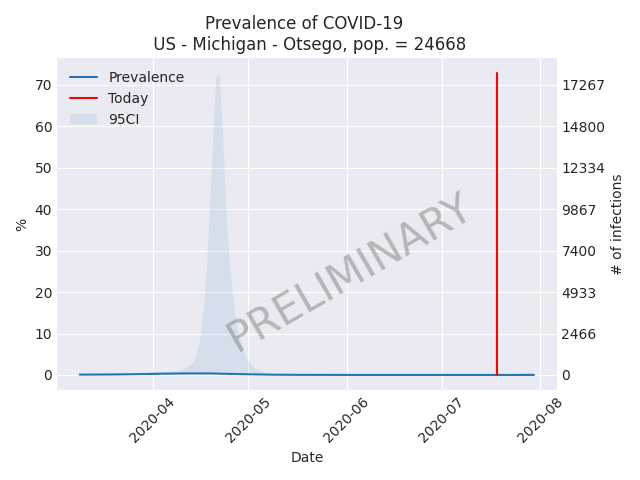 Prevalence of COVID-19
US - Michigan - Otsego, pop. = 24668
Prevalence
Today
95CI
70
60
50
40
30
20
10
0
%
17267
14800
12334
9867
7400
4933
2466
0
# of infections
PRELIMINARY
2020-04
2020-05
2020-06
2020-07
2020-08
Date